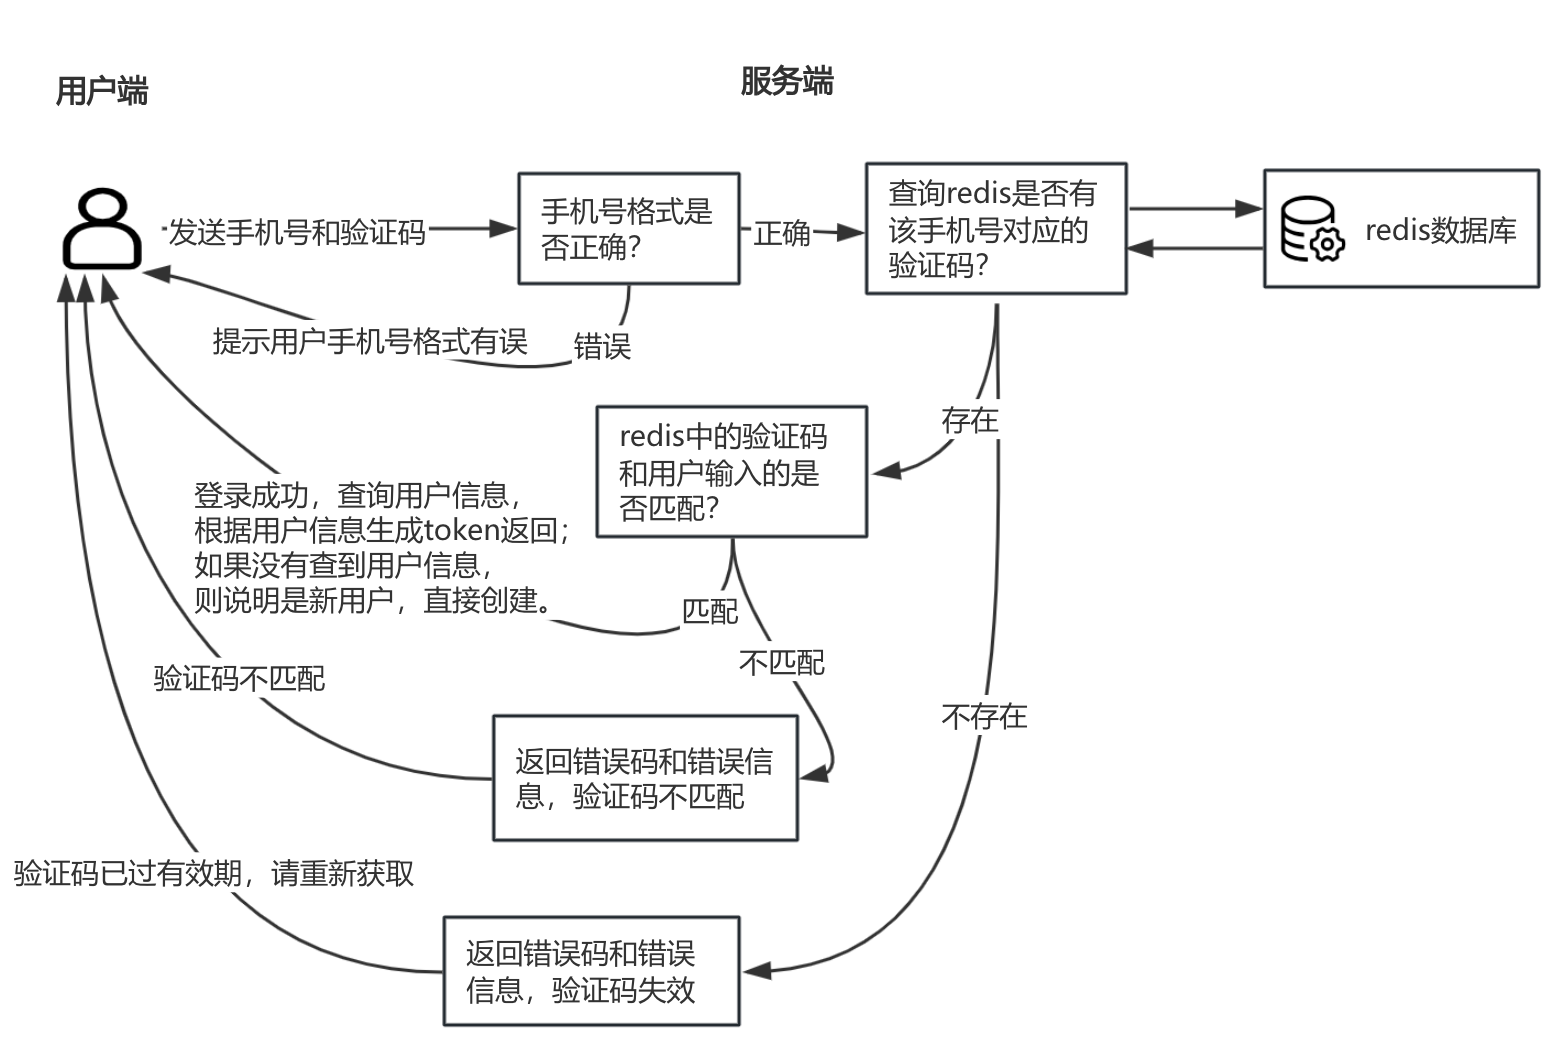 用户端
服务端
发送手机号和验证码
手机号格式是
否正确？
正确
查询redis是否有
该手机号对应的
验证码？
redis数据库
提示用户手机号格式有误
错误
存在
redis中的验证码
和用户输入的是
否匹配？
登录成功，查询用户信息，
根据用户信息生成token返回；
如果没有查到用户信息，
则说明是新用户，直接创建。
匹配
不匹配
验证码不匹配
不存在
返回错误码和错误信
息，验证码不匹配
验证码已过有效期，请重新获取
返回错误码和错误
信息，验证码失效